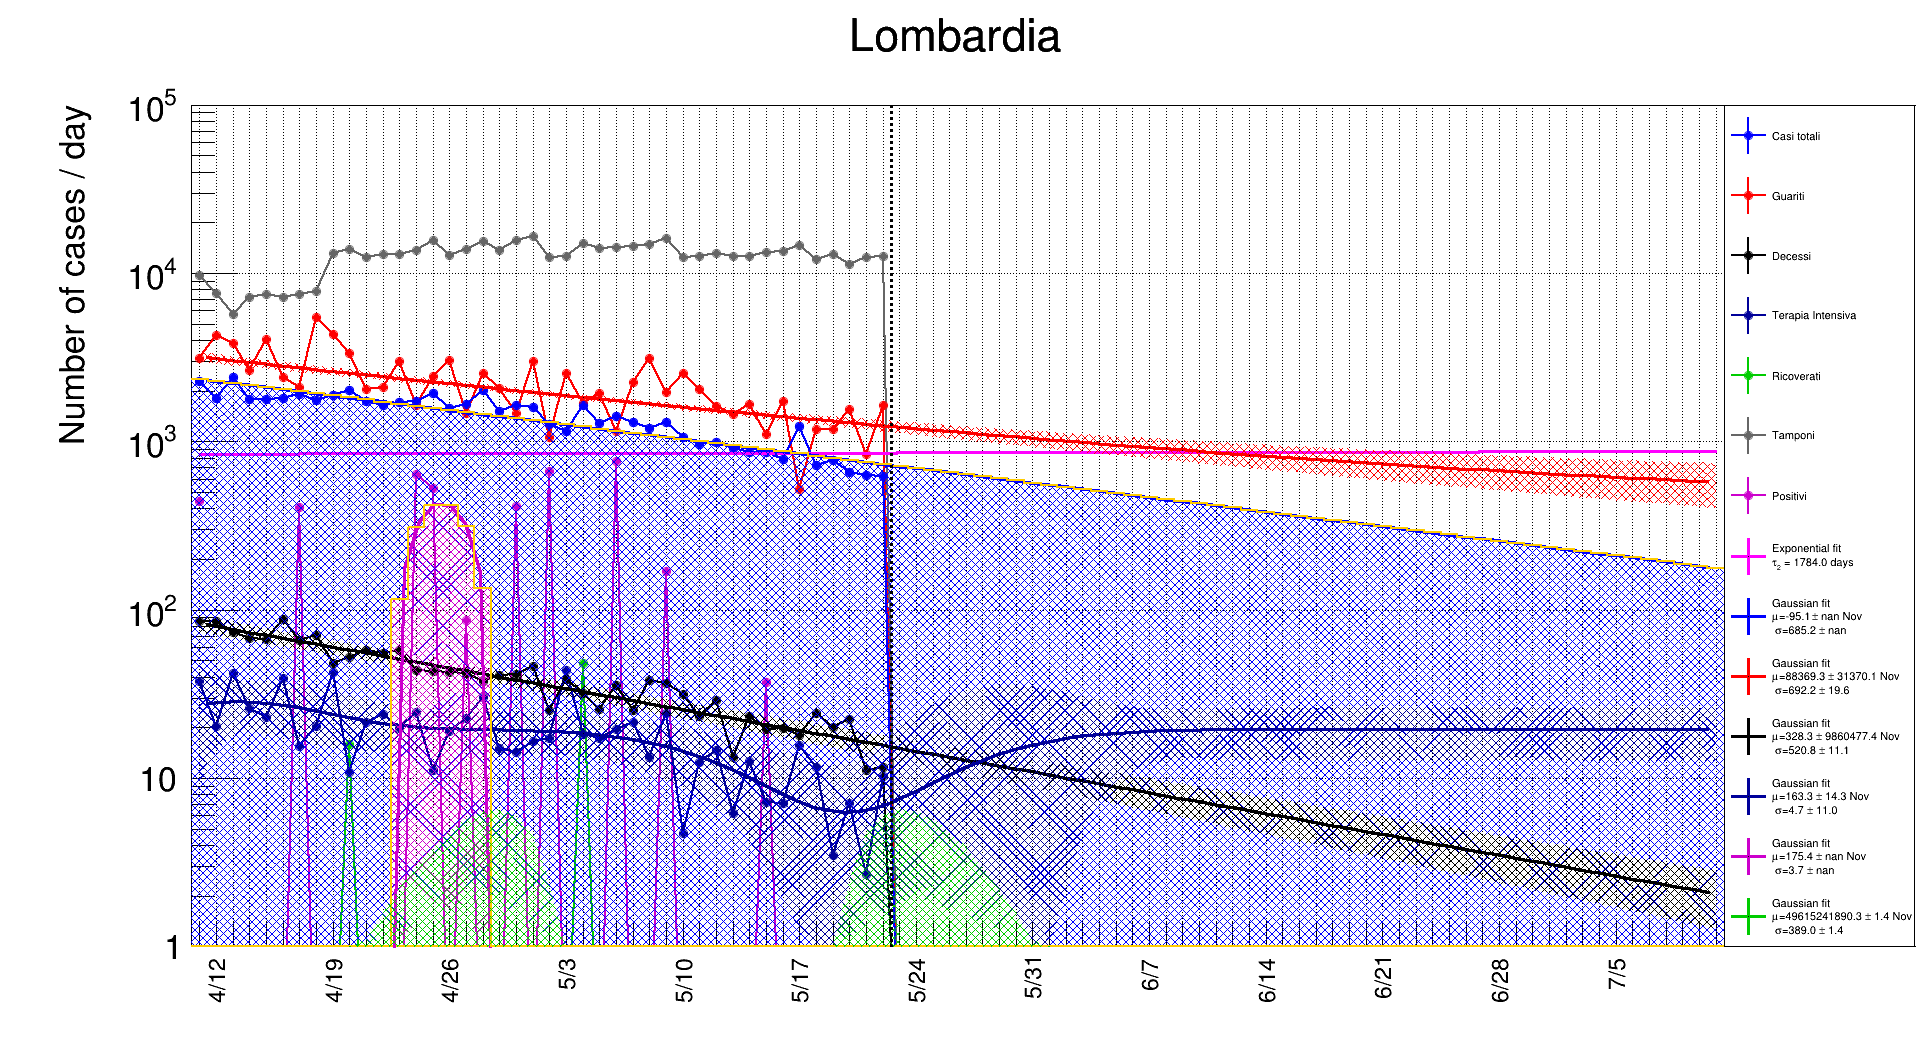 Lombardia
Number of cases / day
10^5
10^4
10^3
10^2
10
1
4/12
4/19
4/26
5/3
5/10
5/17
5/24
5/31
6/7
6/14
6/21
6/28
7/5
Casi totali
Guariti
Decessi
Terapia Intensiva
Ricoverati
Tamponi
Positivi
Exponential fit
τ₂ = 1784.0 days
Gaussian fit
μ=-95.1 ± nan Nov
σ=685.2 ± nan
Gaussian fit
μ=88369.3 ± 31370.1 Nov
σ=692.2 ± 19.6
Gaussian fit
μ=328.3 ± 9860477.4 Nov
σ=520.8 ± 11.1
Gaussian fit
μ=163.3 ± 14.3 Nov
σ=4.7 ± 11.0
Gaussian fit
μ=175.4 ± nan Nov
σ=3.7 ± nan
Gaussian fit
μ=49615241890.3 ± 1.4 Nov
σ=389.0 ± 1.4